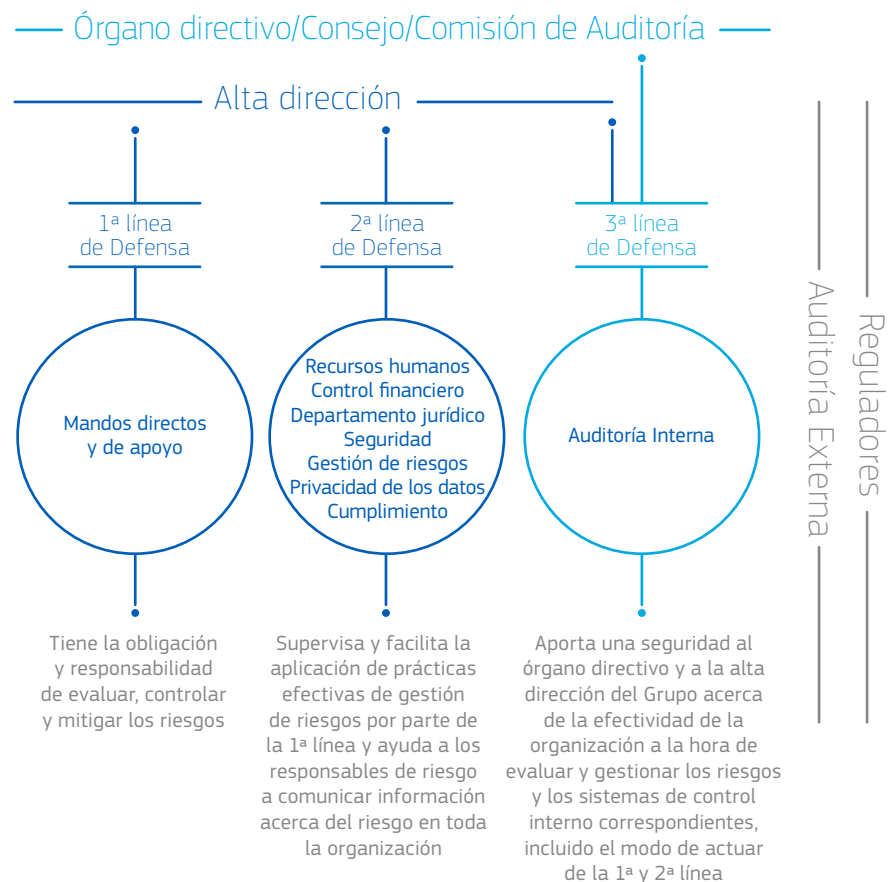 Órgano directivo/Consejo/Comisión de Auditoría
Alta dirección
1ª línea
de Defensa
Mandos directos
y de apoyo
Tiene la obligación
y responsabilidad
de evaluar, controlar
y mitigar los riesgos
2ª línea
de Defensa
Recursos humanos
Control financiero
Departamento jurídico
Seguridad
Gestión de riesgos
Privacidad de los datos
Cumplimiento
Supervisa y facilita la
aplicación de prácticas
efectivas de gestión
de riesgos por parte de
la 1ª línea y ayuda a los
responsables de riesgo
a comunicar información
acerca del riesgo en toda
la organización
3ª línea
de Defensa
Auditoría Interna
Aporta una seguridad al
órgano directivo y a la alta
dirección del Grupo acerca
de la efectividad de la
organización a la hora de
evaluar y gestionar los riesgos
y los sistemas de control
interno correspondientes,
incluido el modo de actuar
de la 1ª y 2ª línea
Auditoría Externa
Reguladores